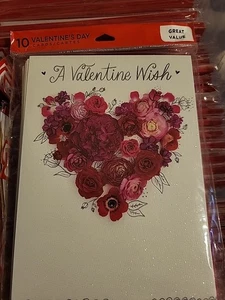 10 VALENTINE'S DAY
GREAT
VALUE
A Valentine Wish